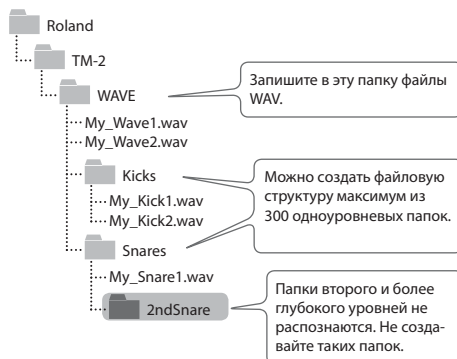 Roland
TM-2
WAVE
Запишите в эту папку файлы
WAV.
My_Wave1.wav
My_Wave2.wav
Kicks
Можно создать файловую
структуру максимум из
300 одноуровневых папок.
My_Kick1.wav
My_Kick2.wav
Snares
My_Snare1.wav
2ndSnare
Папки второго и более
глубокого уровней не
распознаются. Не созда-
вайте таких папок.